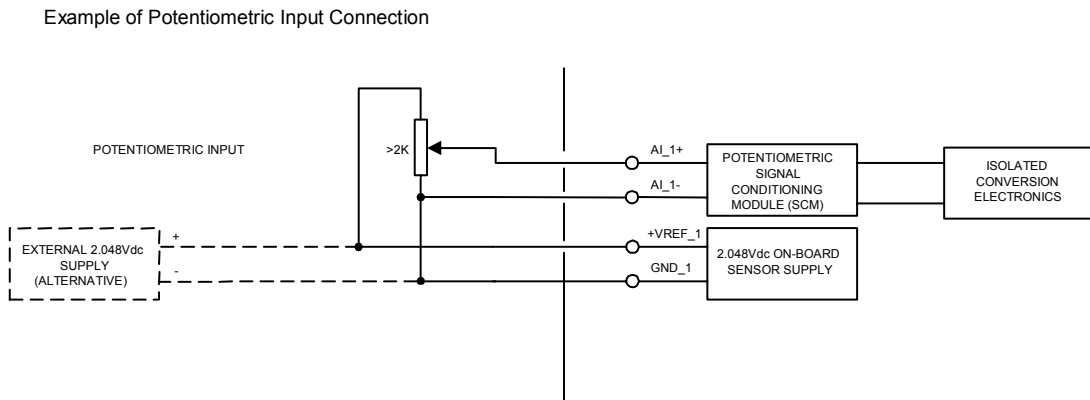 Example of Potentiometric Input Connection
POTENTIOMETRIC INPUT
>2K
AI_1+
AI_1-
+VREF_1
GND_1
POTENTIOMETRIC
SIGNAL
CONDITIONING
MODULE (SCM)
ISOLATED
CONVERSION
ELECTRONICS
EXTERNAL 2.048Vdc
SUPPLY
(ALTERNATIVE)
+
-
2.048Vdc ON-BOARD
SENSOR SUPPLY